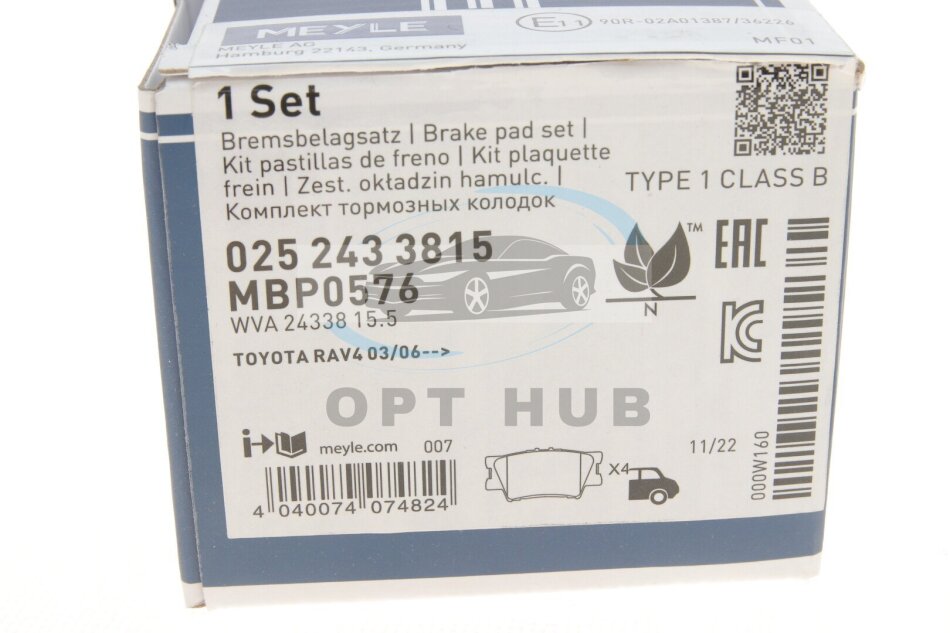 MEYLE
E11 90R-02A01387/36226
MEYLE AG
Hamburg 22143, Germany
MF01
1 Set
Bremsbelagsatz | Brake pad set |
Kit pastillas de freno | Kit plaquette
frein | Zest. okładzin hamulc. |
Комплект тормозных колодок
TYPE 1 CLASS B
025 243 3815
MBP0576
WVA 24338 15.5
TOYOTA RAV4 03/06-->
TM
N
EAC
OPT HUB
i
meyle.com
007
X4
11/22
000W160
4 040074 074824